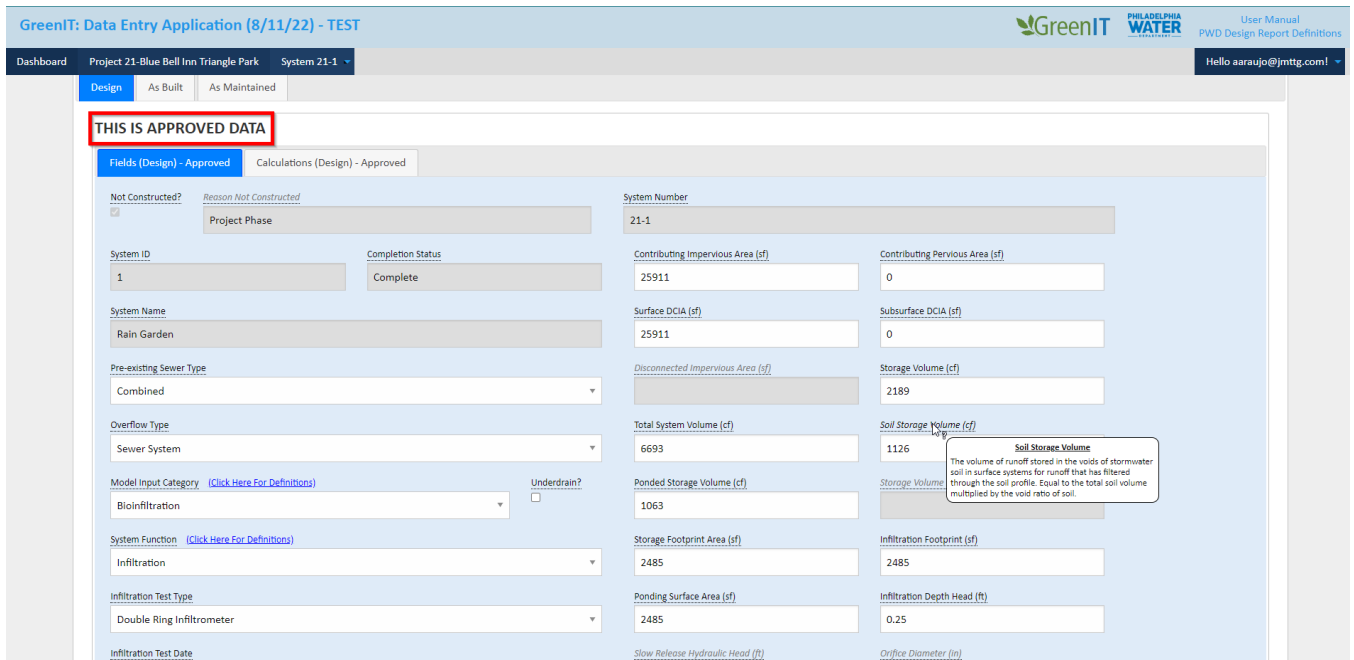 GreenIT: Data Entry Application (8/11/22) - TEST
GreenIT
PHILADELPHIA
WATER
DEPARTMENT
User Manual
PWD Design Report Definitions
Dashboard Project 21-Blue Bell Inn Triangle Park System 21-1
Hello aaraujo@jmttg.com!
Design As Built As Maintained
THIS IS APPROVED DATA
Fields (Design) - Approved Calculations (Design) - Approved
Not Constructed? Reason Not Constructed System Number
Project Phase 21-1
System ID Completion Status Contributing Impervious Area (sf) Contributing Pervious Area (sf)
1 Complete 25911 0
System Name Surface DCIA (sf) Subsurface DCIA (sf)
Rain Garden 25911 0
Pre-existing Sewer Type Disconnected Impervious Area (sf) Storage Volume (cf)
Combined 2189
Overflow Type Total System Volume (cf) Soil Storage Volume (cf)
Sewer System 6693 1126
Soil Storage Volume
The volume of runoff stored in the voids of stormwater
soil in surface systems for runoff that has filtered
through the soil profile. Equal to the total soil volume
multiplied by the void ratio of soil.
Model Input Category (Click Here For Definitions) Underdrain? Ponded Storage Volume (cf) Storage Volume
Bioinfiltration 1063
System Function (Click Here For Definitions) Storage Footprint Area (sf) Infiltration Footprint (sf)
Infiltration 2485 2485
Infiltration Test Type Ponding Surface Area (sf) Infiltration Depth Head (ft)
Double Ring Infiltrometer 2485 0.25
Infiltration Test Date Slow Release Hydraulic Head (ft) Orifice Diameter (in)